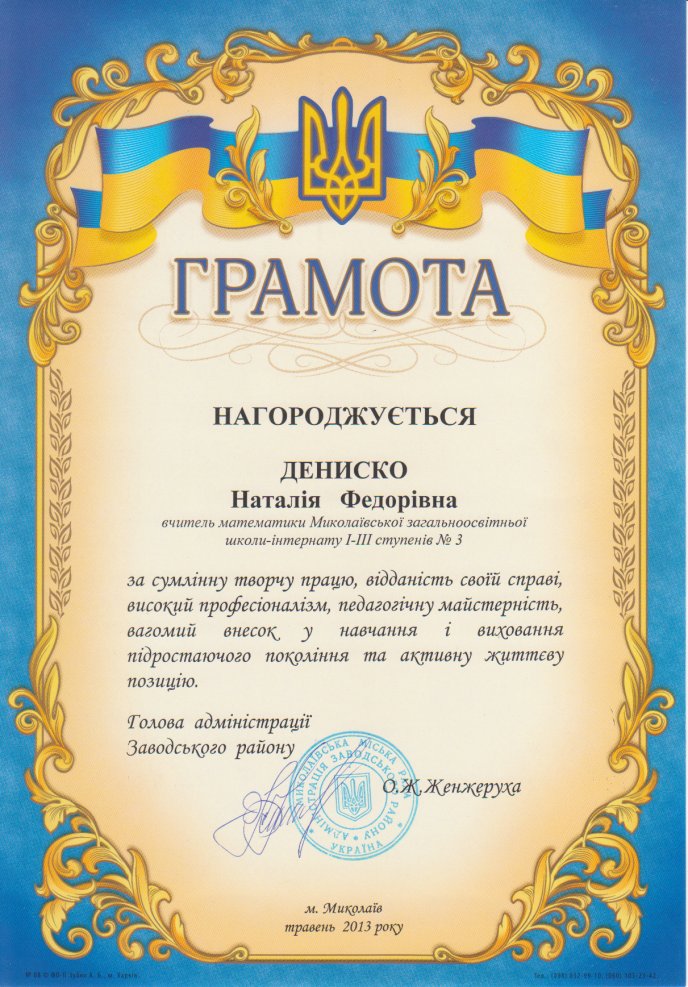 ГРАМОТА
НАГОРОДЖУЄТЬСЯ
ДЕНИСКО
Наталія Федорівна
вчитель математики Миколаївської загальноосвітньої
школи-інтернату І-ІІІ ступенів № 3
за сумлінну творчу працю, відданість своїй справі,
високий професіоналізм, педагогічну майстерність,
вагомий внесок у навчання і виховання
підростаючого покоління та активну життєву
позицію.
Голова адміністрації
Заводського району
МИКОЛАЇВСЬКА МІСЬКА РАДА
АДМІНІСТРАЦІЯ ЗАВОДСЬКОГО РАЙОНУ
УКРАЇНА
О.Ж.Женжеруха
м. Миколаїв
травень 2013 року